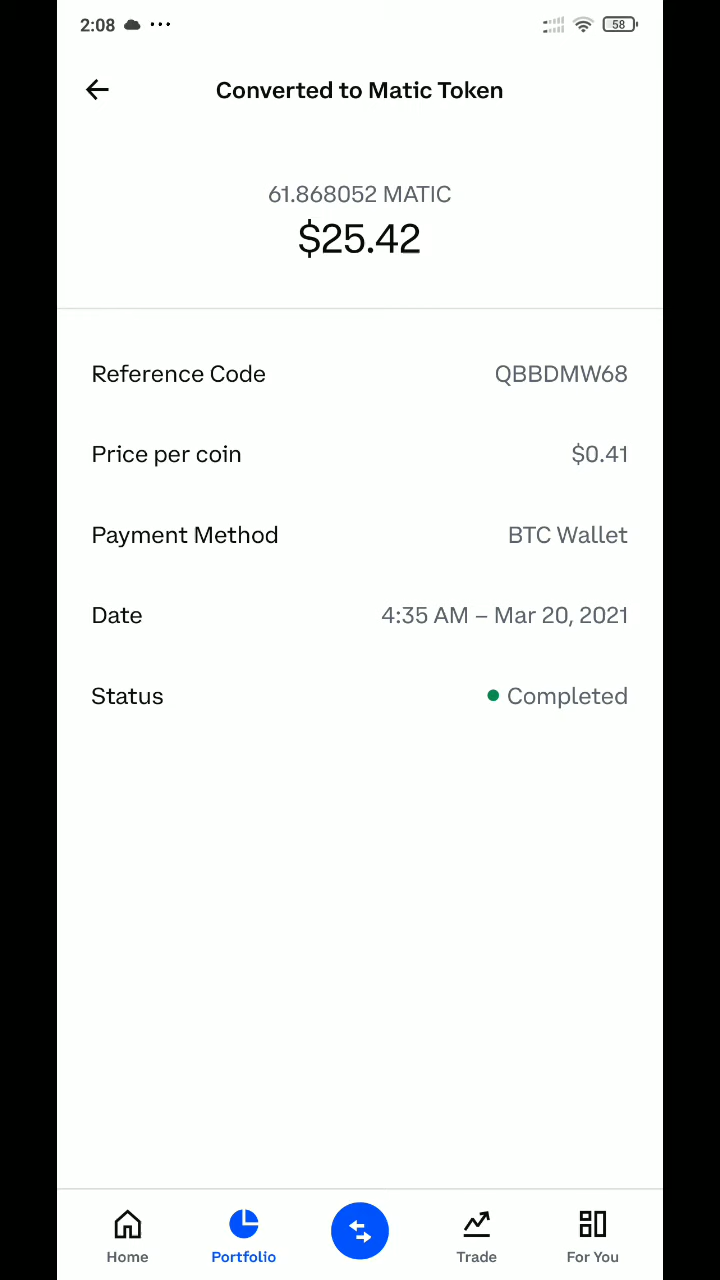 2:08
58
Converted to Matic Token
61.868052 MATIC
$25.42
Reference Code QBBDMW68
Price per coin $0.41
Payment Method BTC Wallet
Date 4:35 AM – Mar 20, 2021
Status Completed
Home Portfolio Trade For You